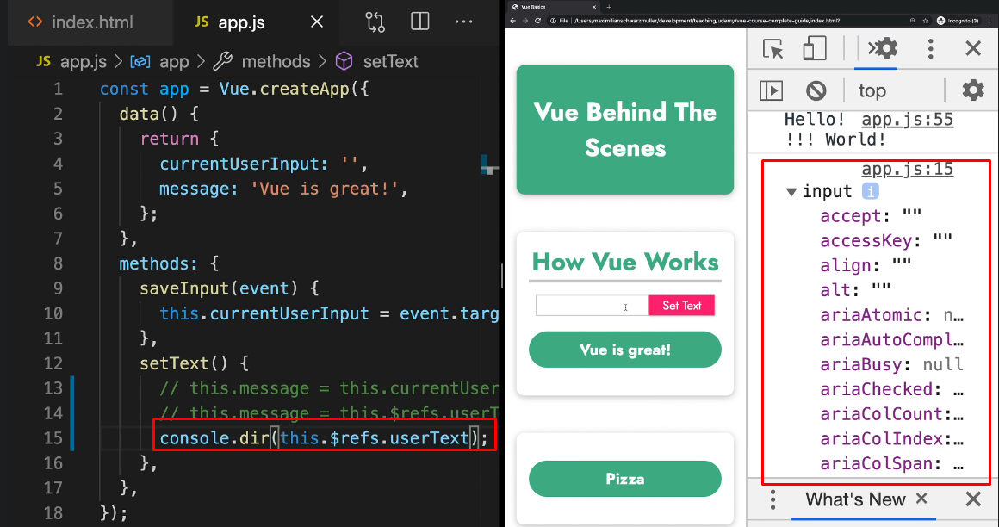 index.html
JS app.js
JS app.js > app > methods > setText
1 const app = Vue.createApp({
2 data() {
3 return {
4 currentUserInput: '',
5 message: 'Vue is great!',
6 };
7 },
8 methods: {
9 saveInput(event) {
10 this.currentUserInput = event.targ
11 },
12 setText() {
13 // this.message = this.currentUser
14 // this.message = this.$refs.userT
15 console.dir(this.$refs.userText);
16 },
17 },
18 });
Vue Basics
File | /Users/maximilianschwarzmuller/development/teaching/udemy/vue-course-complete-guide/index.html?
Incognito (3)
Vue Behind The
Scenes
How Vue Works
Set Text
Vue is great!
Pizza
top
Hello! app.js:55
!!! World!
app.js:15
▼ input i
accept: ""
accessKey: ""
align: ""
alt: ""
ariaAtomic: n…
ariaAutoCompl…
ariaBusy: null
ariaChecked: …
ariaColCount:…
ariaColIndex:…
ariaColSpan: …
What's New